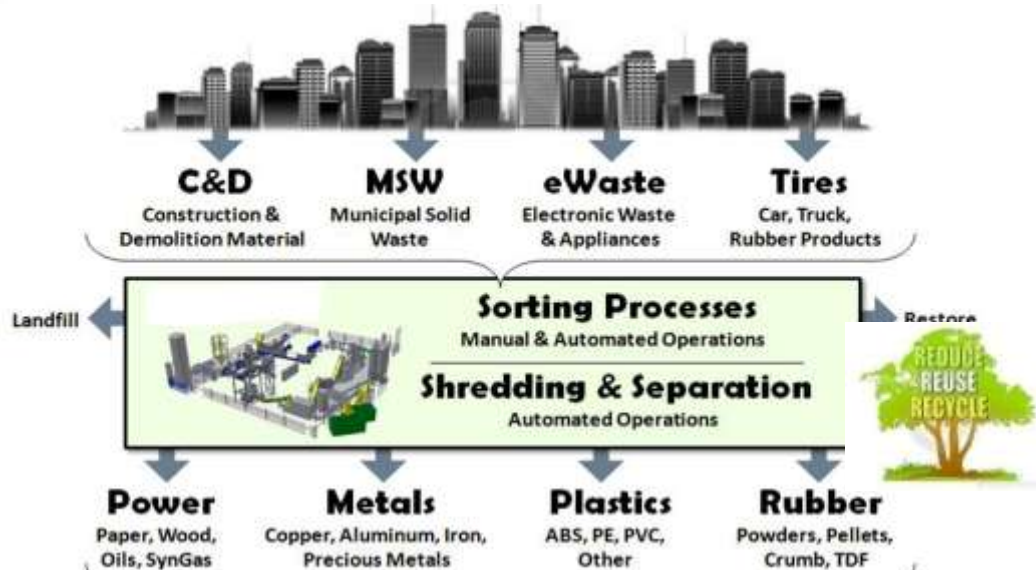 C&D
Construction &
Demolition Material
MSW
Municipal Solid
Waste
eWaste
Electronic Waste
& Appliances
Tires
Car, Truck,
Rubber Products
Landfill
Sorting Processes
Manual & Automated Operations
Shredding & Separation
Automated Operations
Restore
REDUCE
REUSE
RECYCLE
Power
Paper, Wood,
Oils, SynGas
Metals
Copper, Aluminum, Iron,
Precious Metals
Plastics
ABS, PE, PVC,
Other
Rubber
Powders, Pellets,
Crumb, TDF